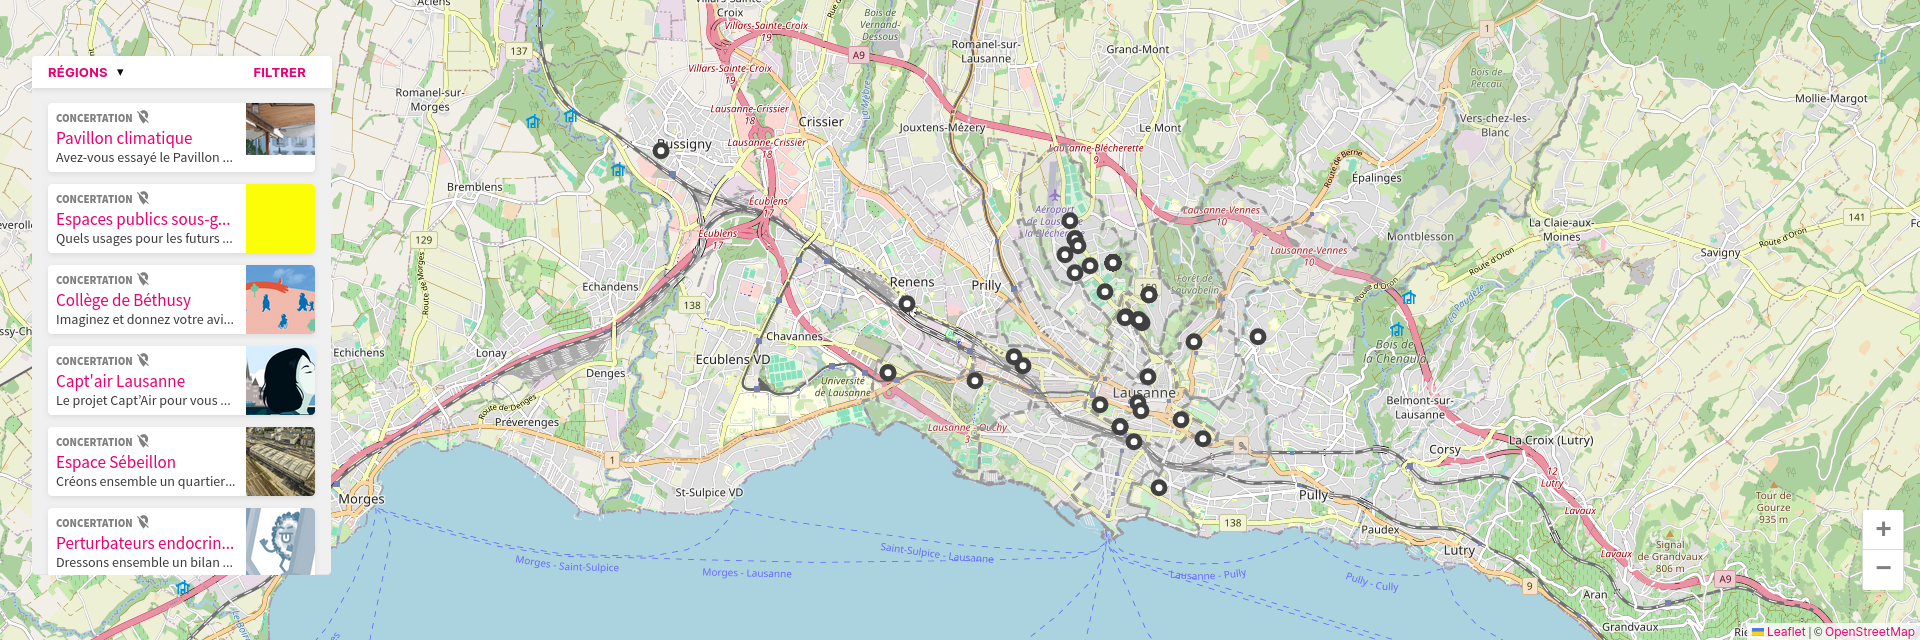 RÉGIONS ▼
FILTRER
CONCERTATION
Pavillon climatique
Avez-vous essayé le Pavillon ...
CONCERTATION
Espaces publics sous-g...
Quels usages pour les futurs ...
CONCERTATION
Collège de Béthusy
Imaginez et donnez votre avi...
CONCERTATION
Capt'air Lausanne
Le projet Capt'Air pour vous ...
CONCERTATION
Espace Sébeillon
Créons ensemble un quartier...
CONCERTATION
Perturbateurs endocrin...
Dressons ensemble un bilan ...
Aciens
Croix
Villars-Sainte-Croix
19
Bois de
Vernand-
Dessous
137
A9
Romanel-sur-
Lausanne
Grand-Mont
1
Villars-Sainte-Croix
19
Bois de
Peccau
Romanel-sur-
Morges
Mollie-Margot
Lausanne-Crissier
18
Crissier
Jouxtens-Mézery
Le Mont
Vers-chez-les-
Blanc
Lausanne-Crissier
18
Bussigny
Lausanne-Blécherette
9
Route de Berne
Épalinges
Bremblens
Écublens
17
Aéroport
de Lausanne
la Blécherette
Lausanne-Vennes
10
La Claie-aux-
Moines
141
Route d'Oron
129
Écublens
17
Lausanne-Vennes
10
Montblesson
Savigny
Route d'Oron
Route de Morges
Echandens
Renens
Prilly
Forêt de
Sauvabelin
Route d'Oron
La Paudèze
138
Chavannes
Bois de
la Chenaula
Echichens
Lonay
Ecublens VD
Denges
Université
de Lausanne
Lausanne
Belmont-sur-
Lausanne
Route de Denges
Préverenges
Lausanne-Ouchy
3
9
La Croix (Lutry)
Corsy
1
12
Lutry
Morges
St-Sulpice VD
Pully
Tour de
Gourze
935 m
Lavaux
138
Paudex
Signal
de Grandvaux
806 m
Lutry
Lavaux
Saint-Sulpice - Lausanne
Morges - Saint-Sulpice
Morges - Lausanne
Lausanne - Pully
Pully - Cully
9
A9
Aran
Grandvaux
+
−
Leaflet | © OpenStreetMap